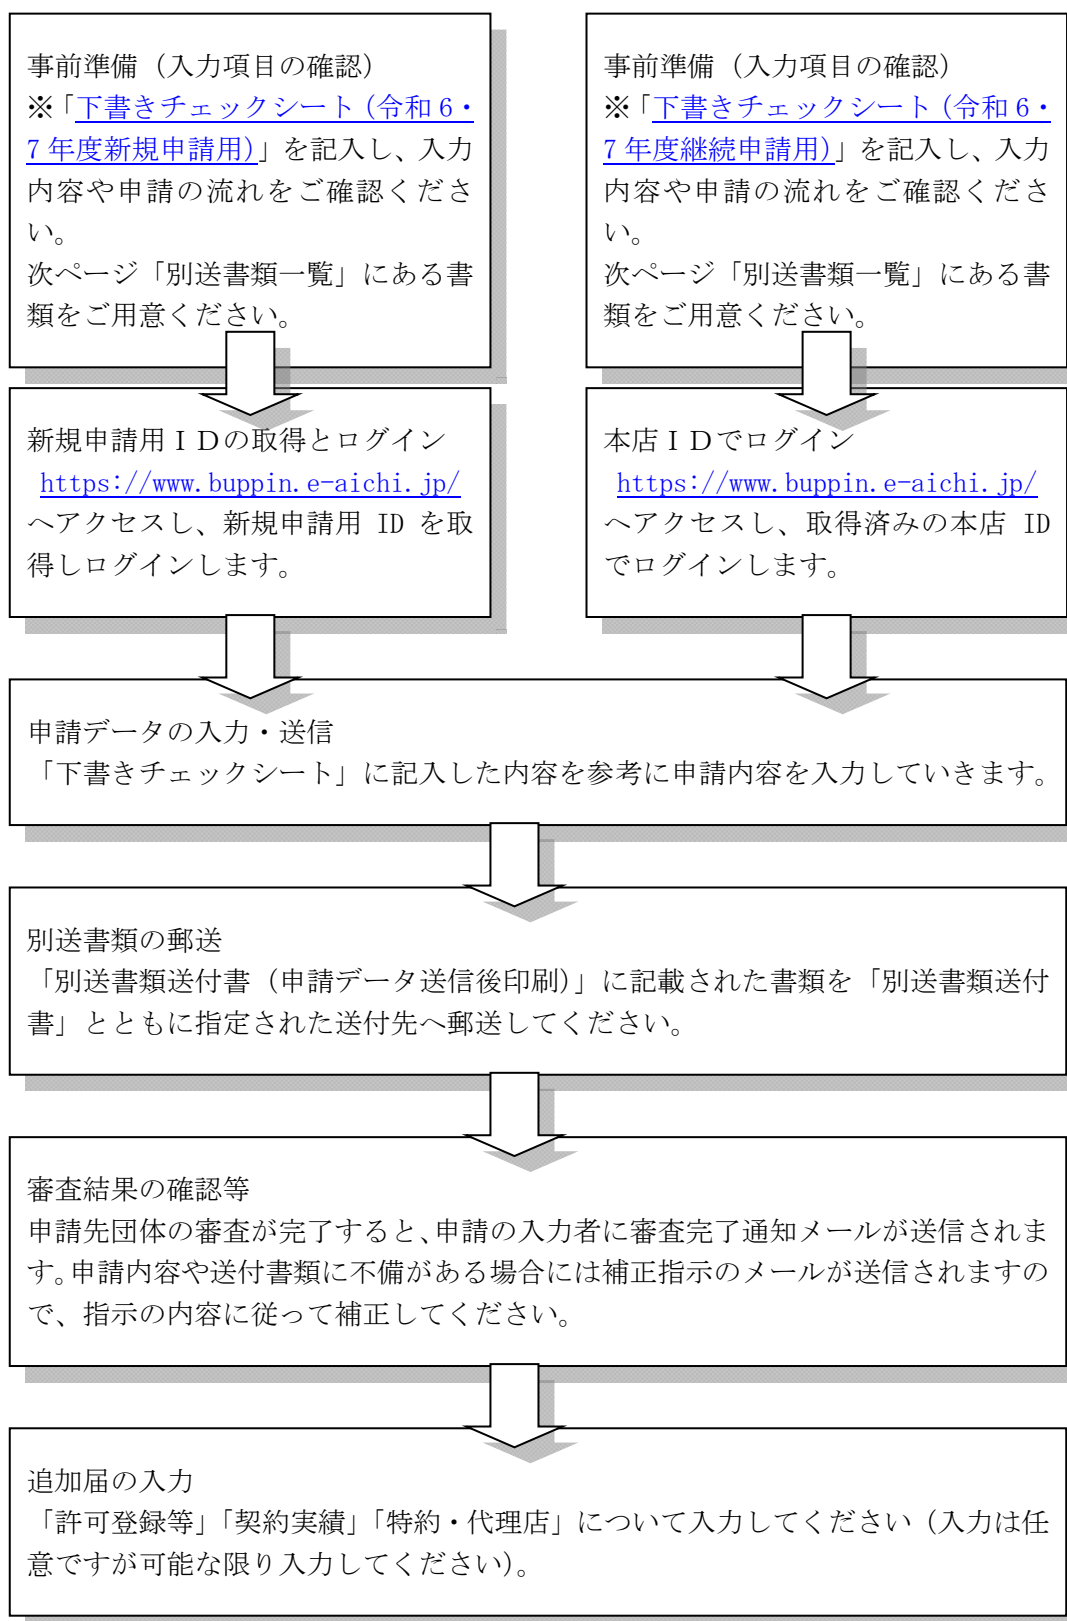 事前準備（入力項目の確認）
※「下書きチェックシート（令和６・
７年度新規申請用）」を記入し、入力
内容や申請の流れをご確認くださ
い。
次ページ「別送書類一覧」にある書
類をご用意ください。
事前準備（入力項目の確認）
※「下書きチェックシート（令和６・
７年度継続申請用）」を記入し、入力
内容や申請の流れをご確認くださ
い。
次ページ「別送書類一覧」にある書
類をご用意ください。
新規申請用ＩＤの取得とログイン
https://www.buppin.e-aichi.jp/
へアクセスし、新規申請用 ID を取
得しログインします。
本店ＩＤでログイン
https://www.buppin.e-aichi.jp/
へアクセスし、取得済みの本店 ID
でログインします。
申請データの入力・送信
「下書きチェックシート」に記入した内容を参考に申請内容を入力していきます。
別送書類の郵送
「別送書類送付書（申請データ送信後印刷）」に記載された書類を「別送書類送付
書」とともに指定された送付先へ郵送してください。
審査結果の確認等
申請先団体の審査が完了すると、申請の入力者に審査完了通知メールが送信されま
す。申請内容や送付書類に不備がある場合には補正指示のメールが送信されますの
で、指示の内容に従って補正してください。
追加届の入力
「許可登録等」「契約実績」「特約・代理店」について入力してください（入力は任
意ですが可能な限り入力してください）。